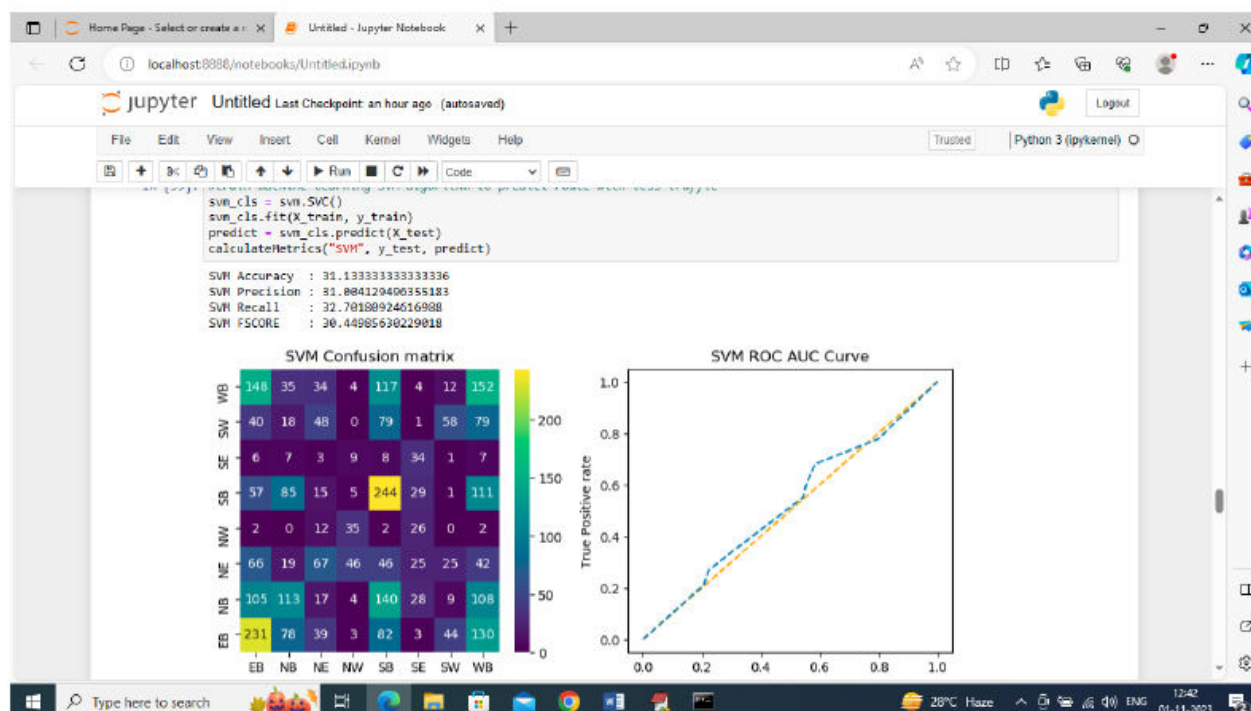 Home Page - Select or create a n
Untitled - Jupyter Notebook
localhost:8888/notebooks/Untitled.ipynb
jupyter Untitled Last Checkpoint: an hour ago (autosaved)
Logout
File Edit View Insert Cell Kernel Widgets Help
Trusted
Python 3 (ipykernel)
Run
Code
svm_cls = svm.SVC()
svm_cls.fit(X_train, y_train)
predict = svm_cls.predict(X_test)
calculateMetrics("SVM", y_test, predict)
SVM Accuracy : 31.133333333333336
SVM Precision : 31.004129496355183
SVM Recall : 32.70180924616988
SVM FSCORE : 30.44985630229018
SVM Confusion matrix
WB 148 35 34 4 117 4 12 152
SW 40 18 48 0 79 1 58 79
SE 6 7 3 9 8 34 1 7
SB 57 85 15 5 244 29 1 111
NW 2 0 12 35 2 26 0 2
NE 66 19 67 46 46 25 25 42
NB 105 113 17 4 140 28 9 108
EB 231 78 39 3 82 3 44 130
EB NB NE NW SB SE SW WB
200
150
100
50
0
SVM ROC AUC Curve
True Positive rate
1.0
0.8
0.6
0.4
0.2
0.0
0.0 0.2 0.4 0.6 0.8 1.0
Type here to search
28°C Haze
ENG
12:42
01-11-2023